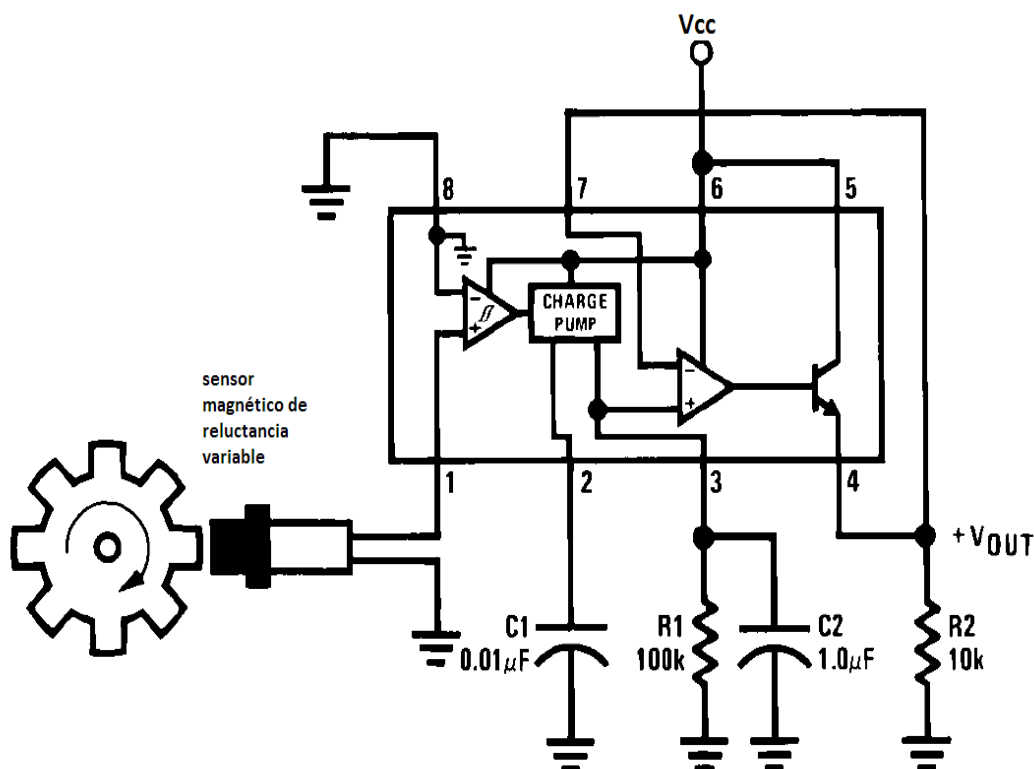 Vcc
8
7
6
5
CHARGE
PUMP
-
+
-
+
sensor
magnético de
reluctancia
variable
1
2
3
4
+VOUT
C1
0.01µF
R1
100k
C2
1.0µF
R2
10k